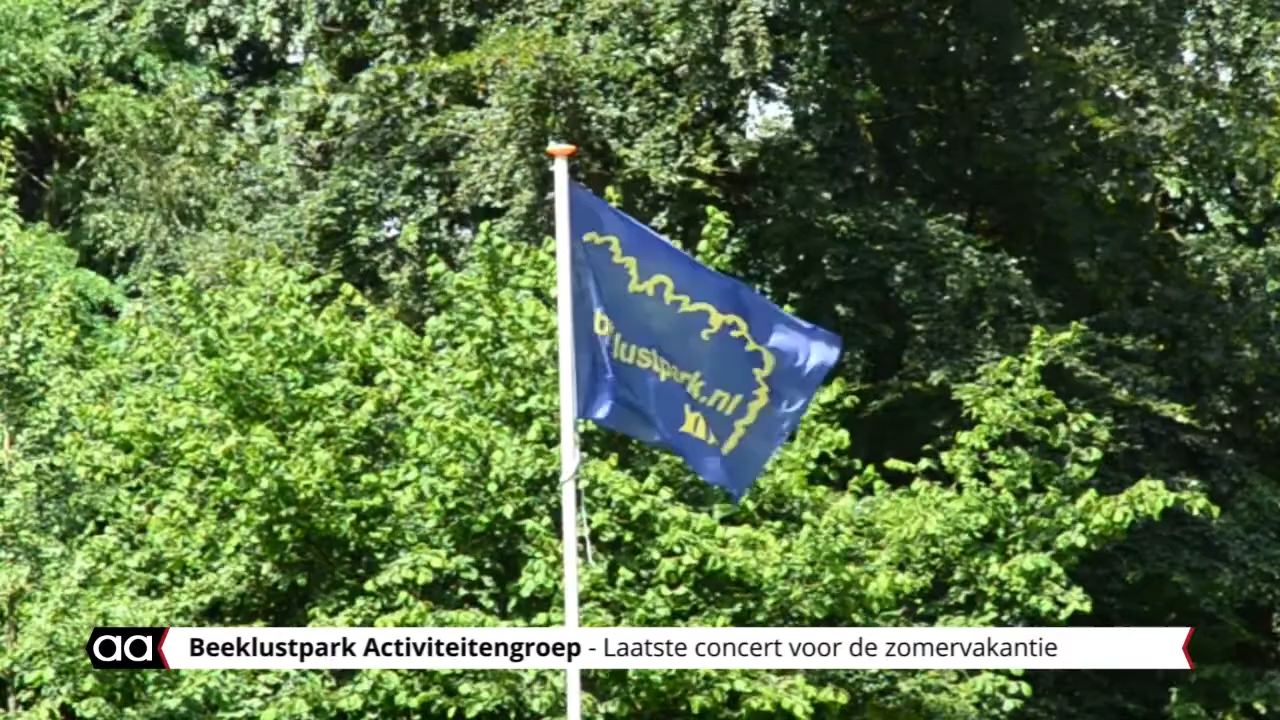 lustpark.nl
aa
Beeklustpark Activiteitengroep - Laatste concert voor de zomervakantie